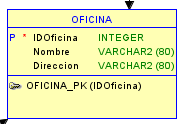 OFICINA
P * IDOficina INTEGER
Nombre VARCHAR2 (80)
Direccion VARCHAR2 (80)
OFICINA_PK (IDOficina)